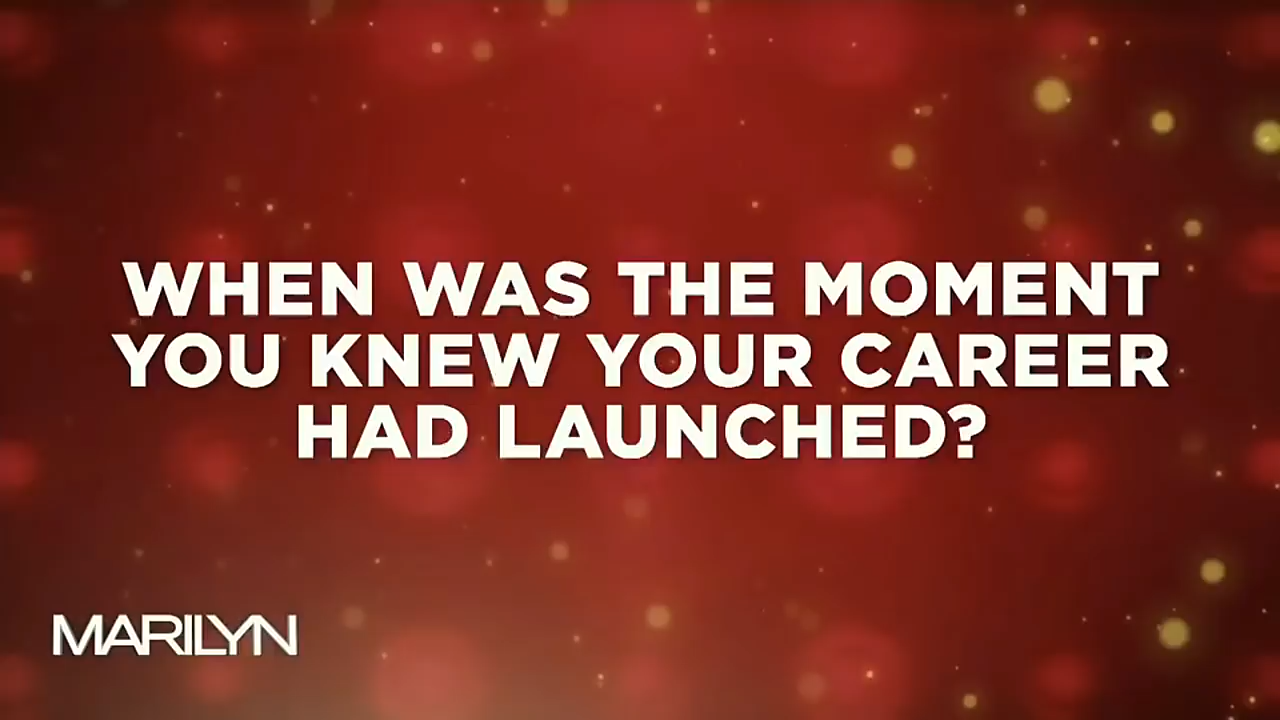 WHEN WAS THE MOMENT
YOU KNEW YOUR CAREER
HAD LAUNCHED?
MARILYN